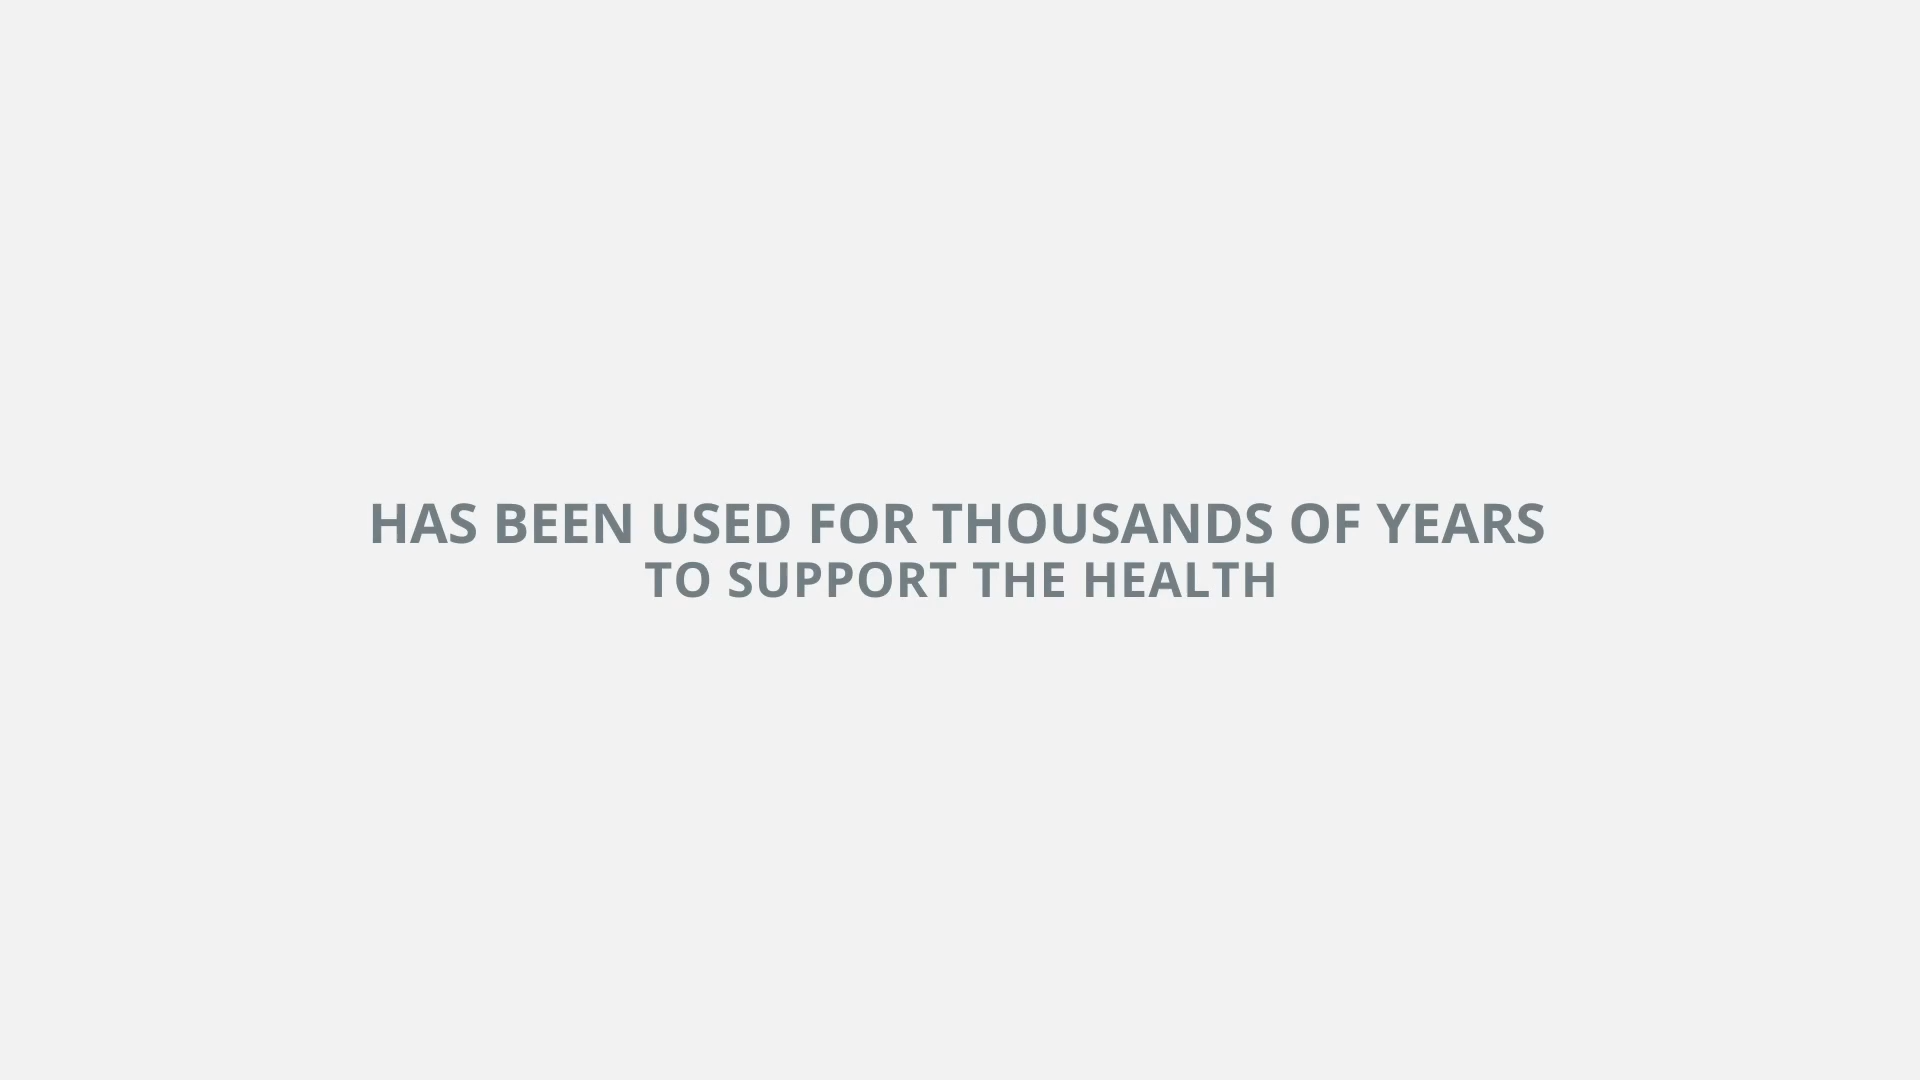 HAS BEEN USED FOR THOUSANDS OF YEARS
TO SUPPORT THE HEALTH